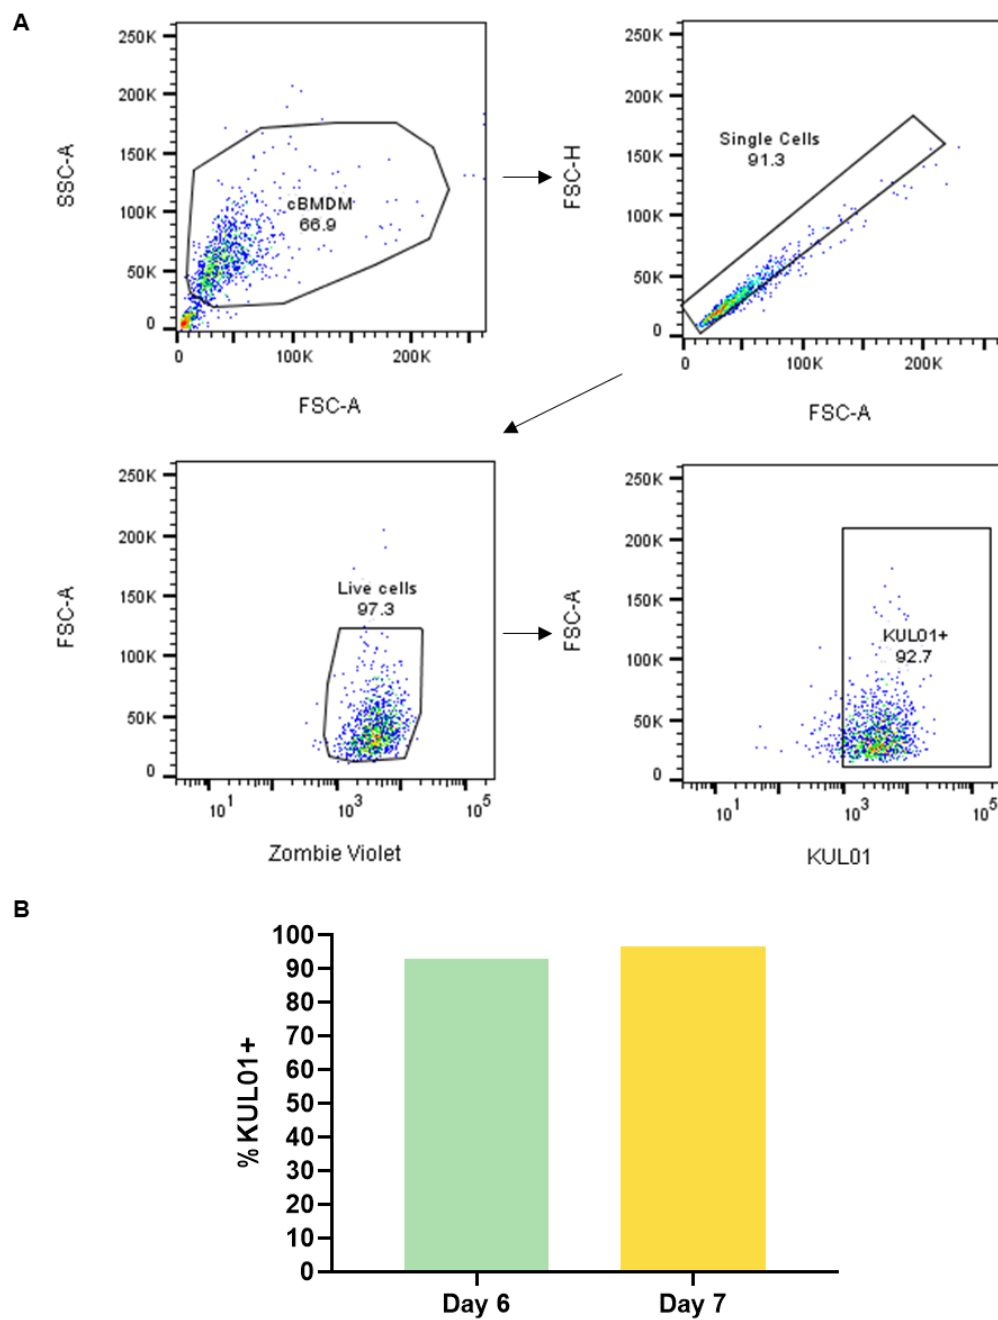 A
250K
200K
150K
100K
50K
0
SSC-A
cBMDM
66.9
0 100K 200K
FSC-A
250K
200K
150K
100K
50K
0
FSC-H
Single Cells
91.3
0 100K 200K
FSC-A
250K
200K
150K
100K
50K
0
FSC-A
Live cells
97.3
10^1 10^3 10^5
Zombie Violet
250K
200K
150K
100K
50K
0
FSC-A
KUL01+
92.7
10^1 10^3 10^5
KUL01
B
100
90
80
70
60
50
40
30
20
10
0
%KUL01+
Day 6 Day 7